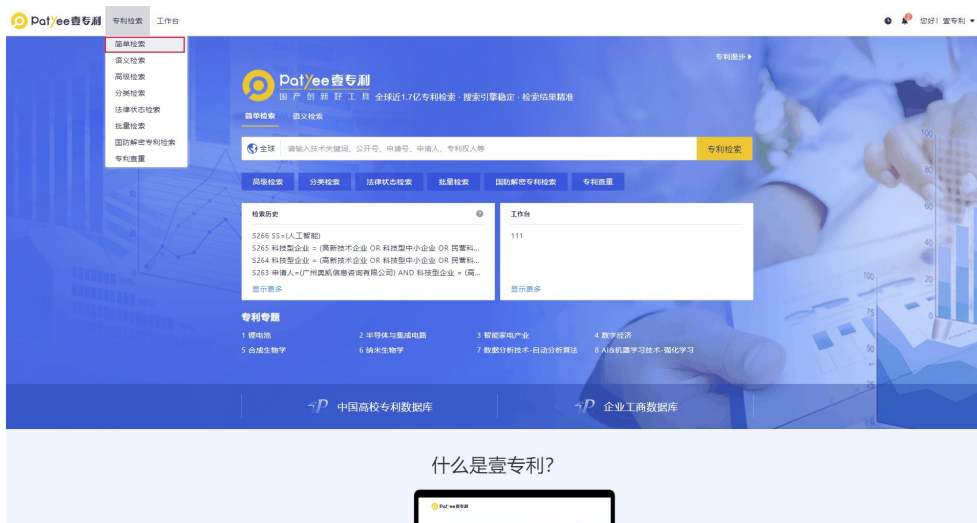 Patyee壹专利 专利检索 工作台 2 您好！壹专利
简单检索
语义检索
高级检索
分类检索
法律状态检索
批量检索
国防解密专利检索
专利查重
专利漫步
Patyee壹专利
国产创新好工具 全球近1.7亿专利检索 · 搜索引擎稳定 · 检索结果精准
简单检索 语义检索
全球 请输入技术关键词、公开号、申请号、申请人、专利权人等 专利检索
高级检索 分类检索 法律状态检索 批量检索 国防解密专利检索 专利查重
检索历史
S266 SS=(人工智能)
S265 科技型企业 = (高新技术企业 OR 科技型中小企业 OR 民营科...
S264 科技型企业 = (高新技术企业 OR 科技型中小企业 OR 民营科...
S263 申请人=(广州奥凯信息咨询有限公司) AND 科技型企业 = (高...
显示更多
工作台
111
显示更多
专利专题
1 锂电池 2 半导体与集成电路 3 智能家电产业 4 数字经济
5 合成生物学 6 纳米生物学 7 数据分析技术-自动分析算法 8 AI&机器学习技术-强化学习
中国高校专利数据库 企业工商数据库
什么是壹专利?
Patyee壹专利